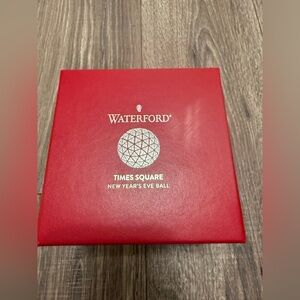 WATERFORD®
TIMES SQUARE
NEW YEAR'S EVE BALL